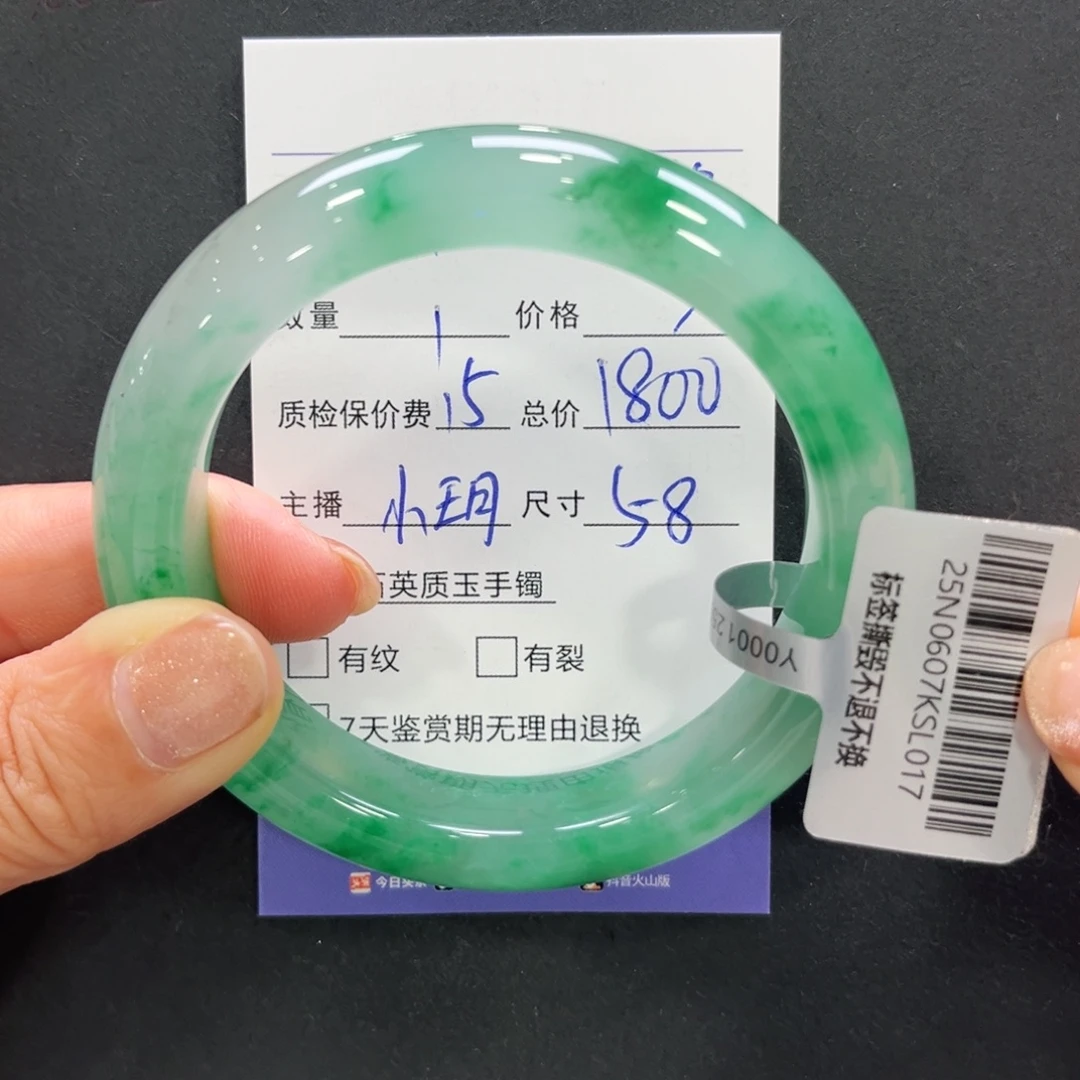 数量 1 价格
质检保价费 15 总价 1800
主播 小玥 尺寸 58
石英质玉手镯
有纹 有裂
7天鉴赏期无理由退换
今日头条 抖音火山版
25N0607KSL017
标签撕毁不退不换